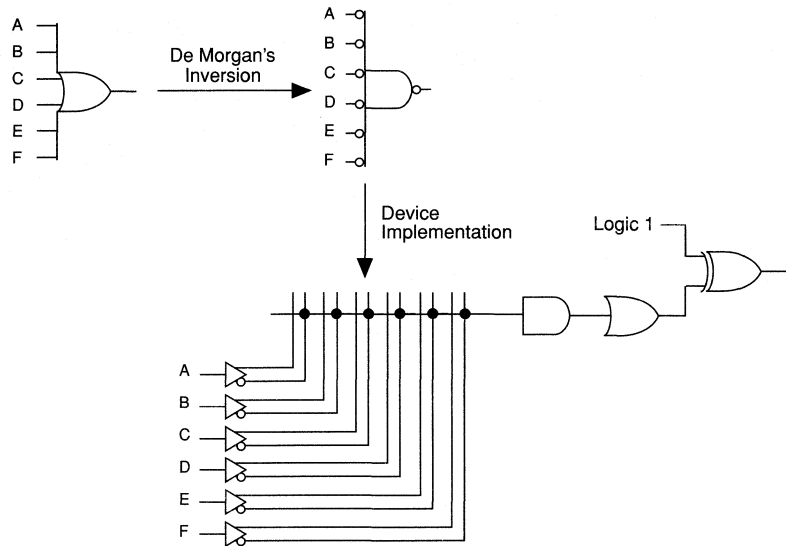 A
B
C
D
E
F
De Morgan's
Inversion
A
B
C
D
E
F
Device
Implementation
Logic 1
A
B
C
D
E
F